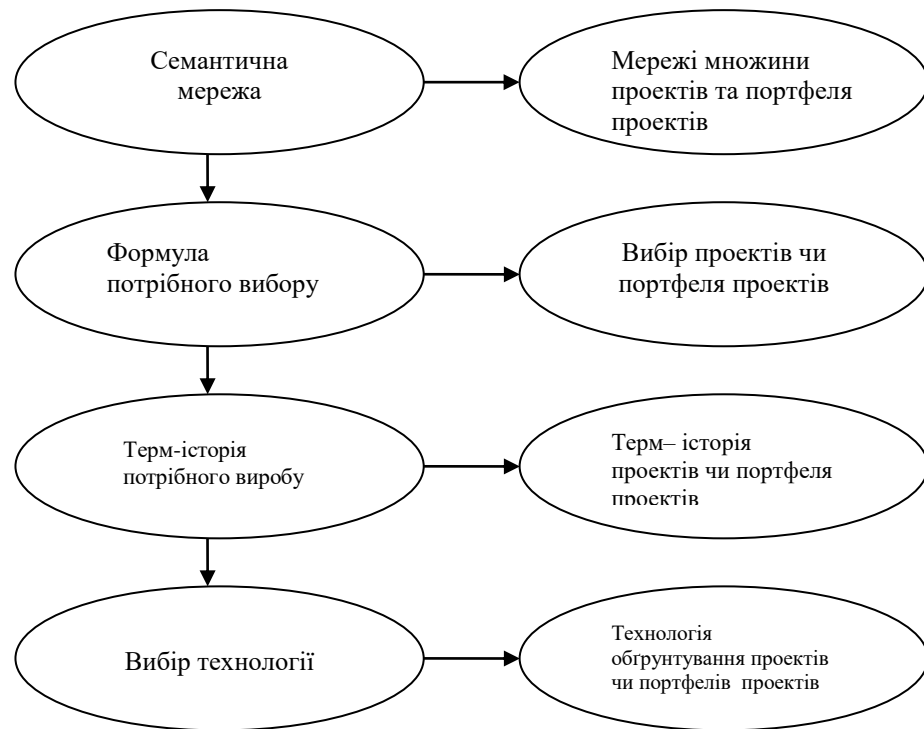 Семантична
мережа
Мережі множини
проектів та портфеля
проектів
Формула
потрібного вибору
Вибір проектів чи
портфеля проектів
Терм-історія
потрібного виробу
Терм– історія
проектів чи портфеля
проектів
Вибір технології
Технологія
обґрунтування проектів
чи портфелів проектів